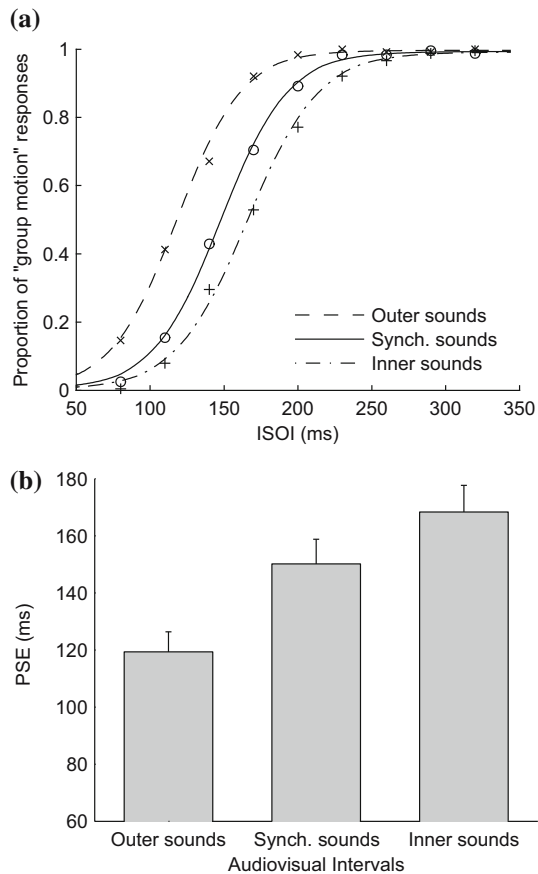 (a)
1
0.8
0.6
0.4
0.2
0
Proportion of "group motion" responses
Outer sounds
Synch. sounds
Inner sounds
50 100 150 200 250 300 350
ISOI (ms)
(b)
180
160
140
120
100
80
60
PSE (ms)
Outer sounds Synch. sounds Inner sounds
Audiovisual Intervals